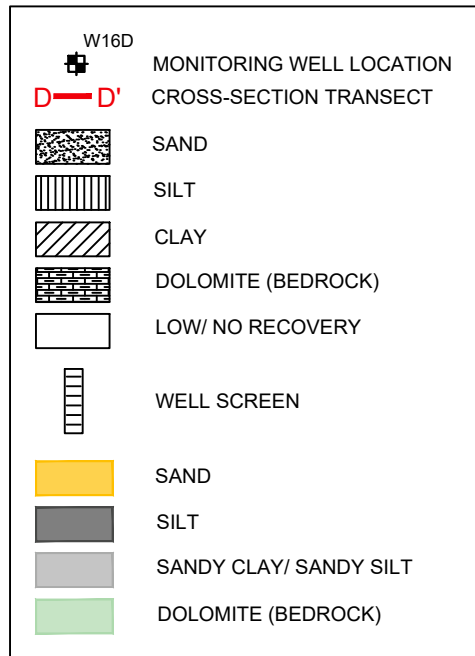 W16D
MONITORING WELL LOCATION
D D' CROSS-SECTION TRANSECT
SAND
SILT
CLAY
DOLOMITE (BEDROCK)
LOW/ NO RECOVERY
WELL SCREEN
SAND
SILT
SANDY CLAY/ SANDY SILT
DOLOMITE (BEDROCK)